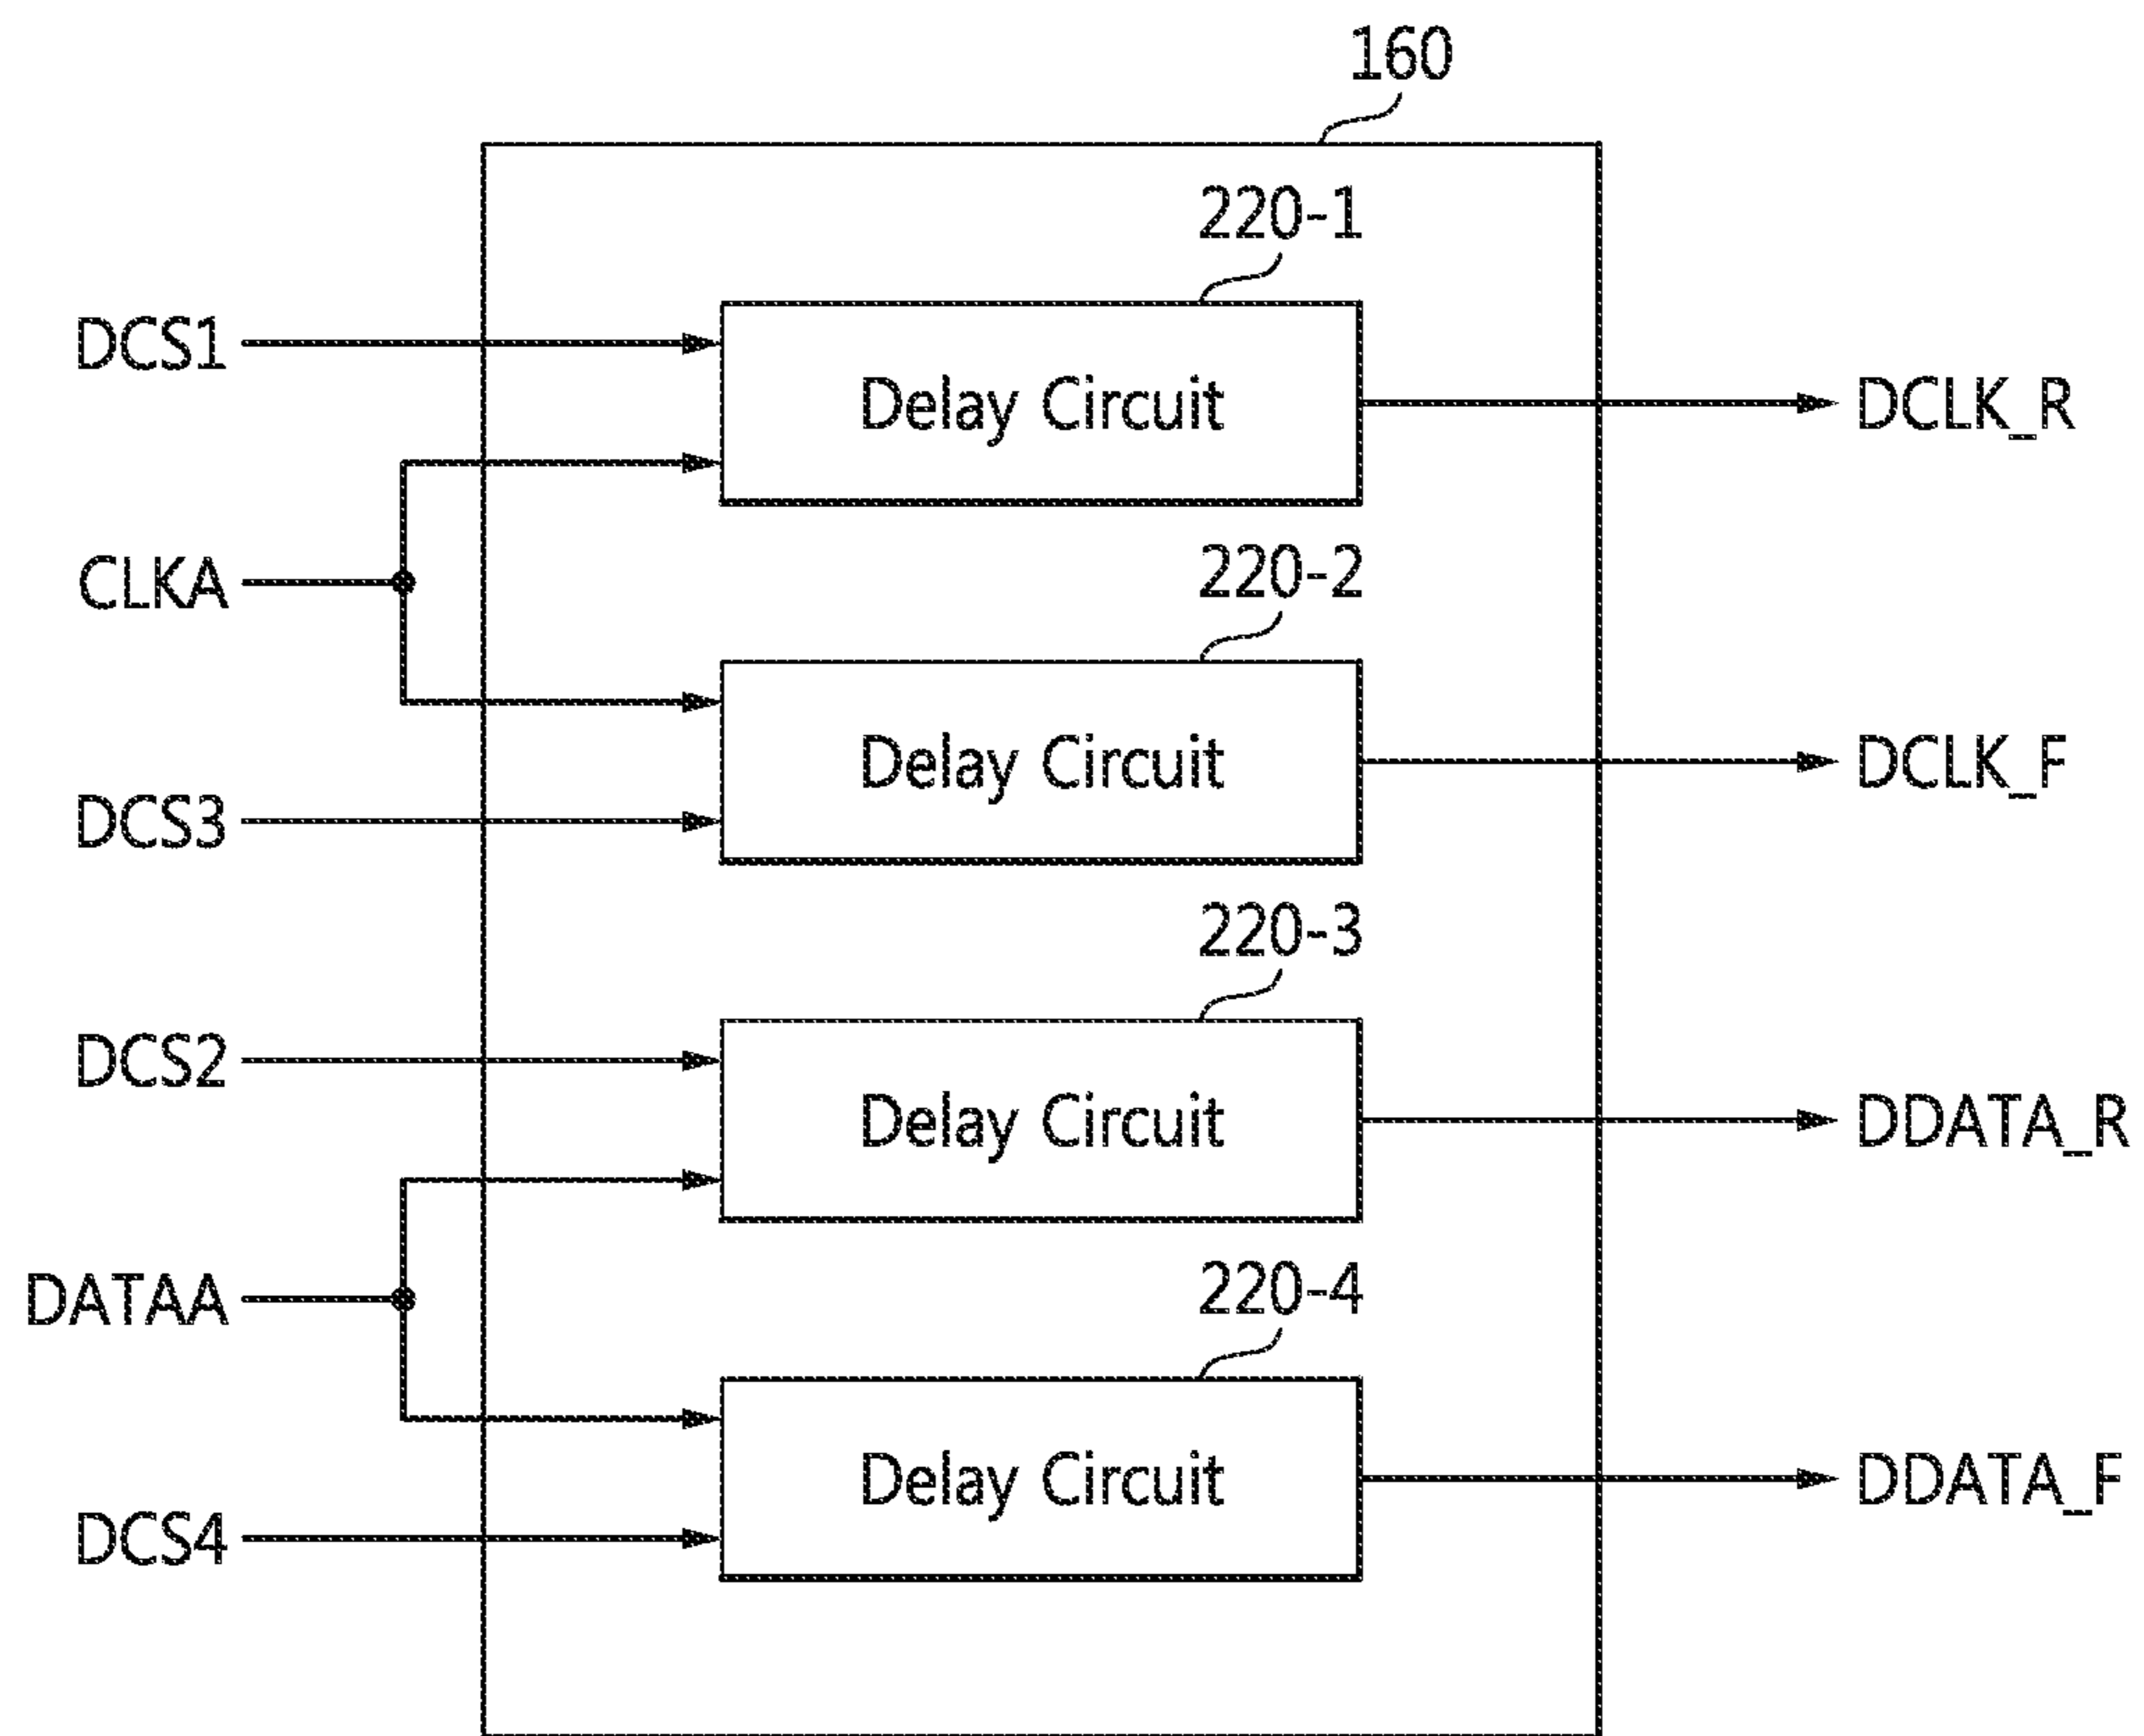 160
220-1
DCS1
Delay Circuit
DCLK_R
CLKA
220-2
Delay Circuit
DCLK_F
DCS3
220-3
DCS2
Delay Circuit
DDATA_R
DATAA
220-4
Delay Circuit
DDATA_F
DCS4